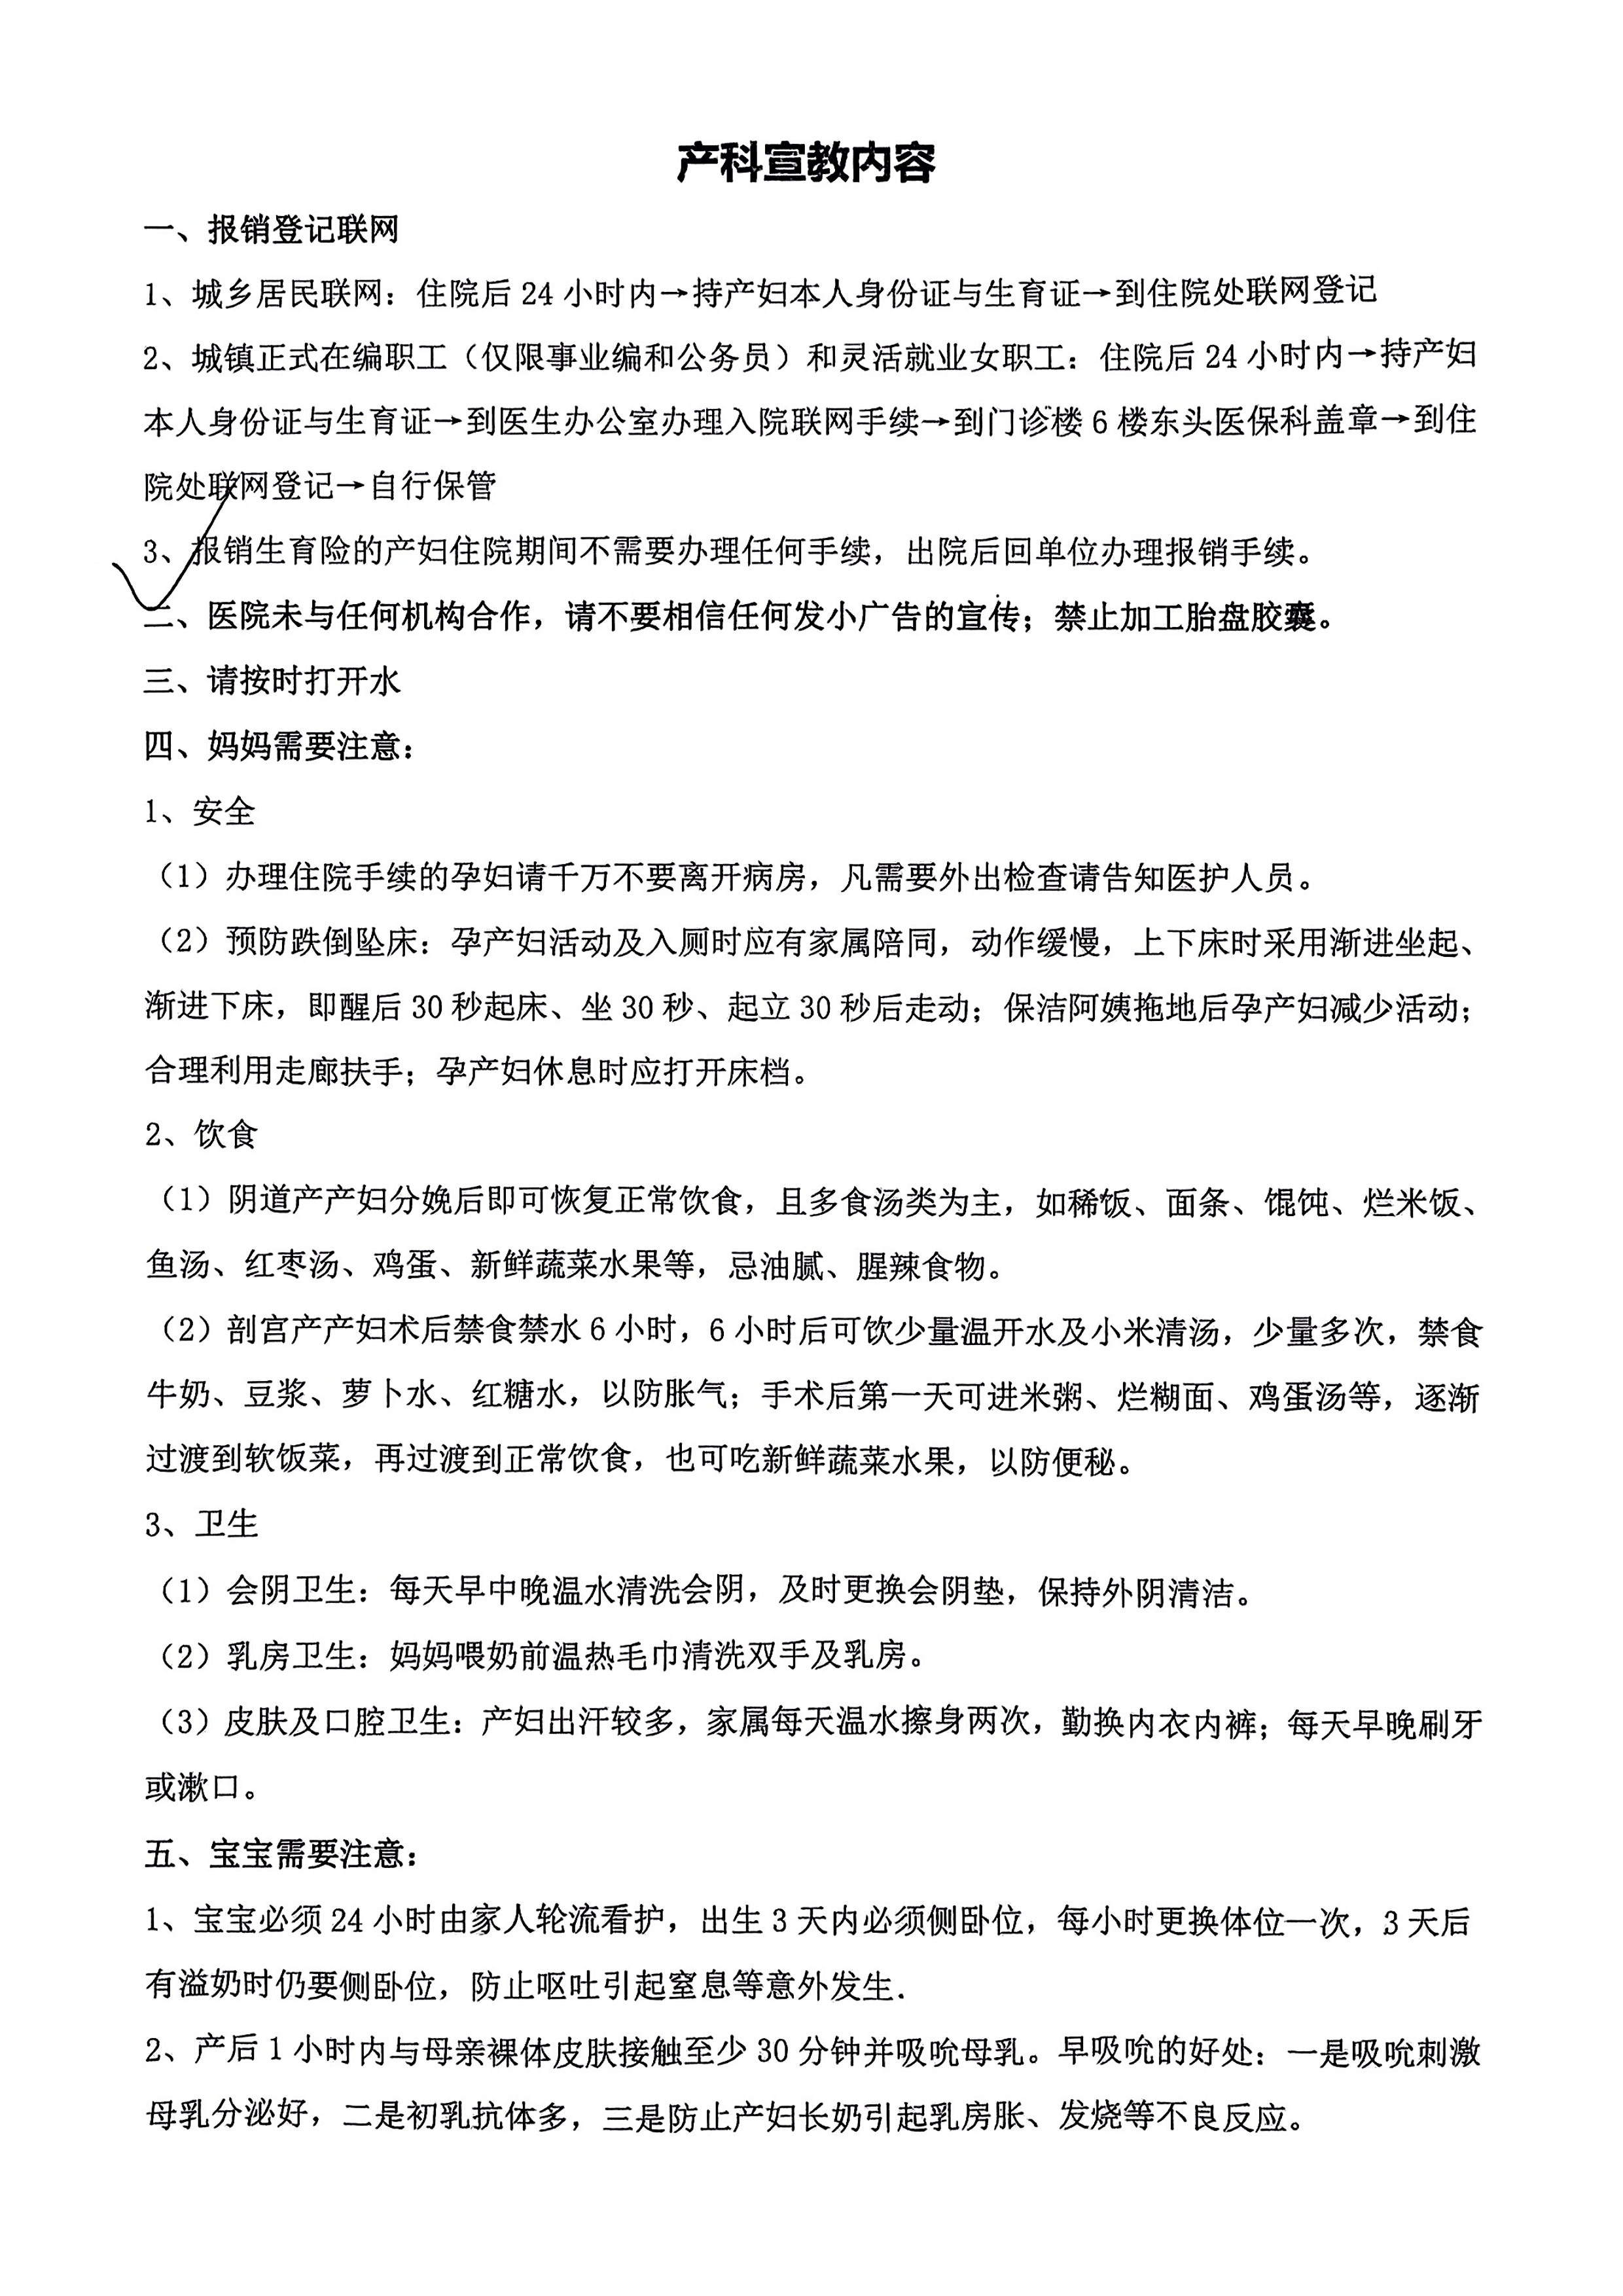 产科宣教内容
一、报销登记联网
1、城乡居民联网：住院后 24 小时内→持产妇本人身份证与生育证→到住院处联网登记
2、城镇正式在编职工（仅限事业编和公务员）和灵活就业女职工：住院后 24 小时内→持产妇
本人身份证与生育证→到医生办公室办理入院联网手续→到门诊楼 6 楼东头医保科盖章→到住
院处联网登记→自行保管
3、报销生育险的产妇住院期间不需要办理任何手续，出院后回单位办理报销手续。
二、医院未与任何机构合作，请不要相信任何发小广告的宣传；禁止加工胎盘胶囊。
三、请按时打开水
四、妈妈需要注意：
1、安全
（1）办理住院手续的孕妇请千万不要离开病房，凡需要外出检查请告知医护人员。
（2）预防跌倒坠床：孕产妇活动及入厕时应有家属陪同，动作缓慢，上下床时采用渐进坐起、
渐进下床，即醒后 30 秒起床、坐 30 秒、起立 30 秒后走动；保洁阿姨拖地后孕产妇减少活动；
合理利用走廊扶手；孕产妇休息时应打开床档。
2、饮食
（1）阴道产产妇分娩后即可恢复正常饮食，且多食汤类为主，如稀饭、面条、馄饨、烂米饭、
鱼汤、红枣汤、鸡蛋、新鲜蔬菜水果等，忌油腻、腥辣食物。
（2）剖宫产产妇术后禁食禁水 6 小时，6 小时后可饮少量温开水及小米清汤，少量多次，禁食
牛奶、豆浆、萝卜水、红糖水，以防胀气；手术后第一天可进米粥、烂糊面、鸡蛋汤等，逐渐
过渡到软饭菜，再过渡到正常饮食，也可吃新鲜蔬菜水果，以防便秘。
3、卫生
（1）会阴卫生：每天早中晚温水清洗会阴，及时更换会阴垫，保持外阴清洁。
（2）乳房卫生：妈妈喂奶前温热毛巾清洗双手及乳房。
（3）皮肤及口腔卫生：产妇出汗较多，家属每天温水擦身两次，勤换内衣内裤；每天早晚刷牙
或漱口。
五、宝宝需要注意：
1、宝宝必须 24 小时由家人轮流看护，出生 3 天内必须侧卧位，每小时更换体位一次，3 天后
有溢奶时仍要侧卧位，防止呕吐引起窒息等意外发生.
2、产后 1 小时内与母亲裸体皮肤接触至少 30 分钟并吸吮母乳。早吸吮的好处：一是吸吮刺激
母乳分泌好，二是初乳抗体多，三是防止产妇长奶引起乳房胀、发烧等不良反应。